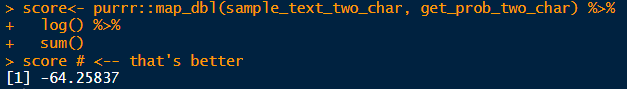 > score<- purrr::map_dbl(sample_text_two_char, get_prob_two_char) %>%
+   log() %>%
+   sum()
> score # <-- that's better
[1] -64.25837